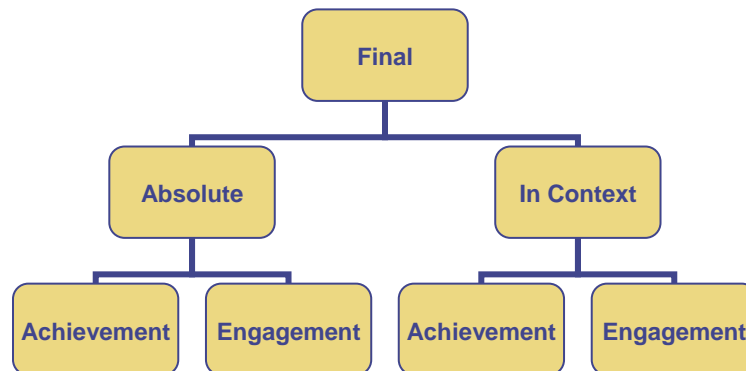 Final
Absolute
In Context
Achievement
Engagement
Achievement
Engagement